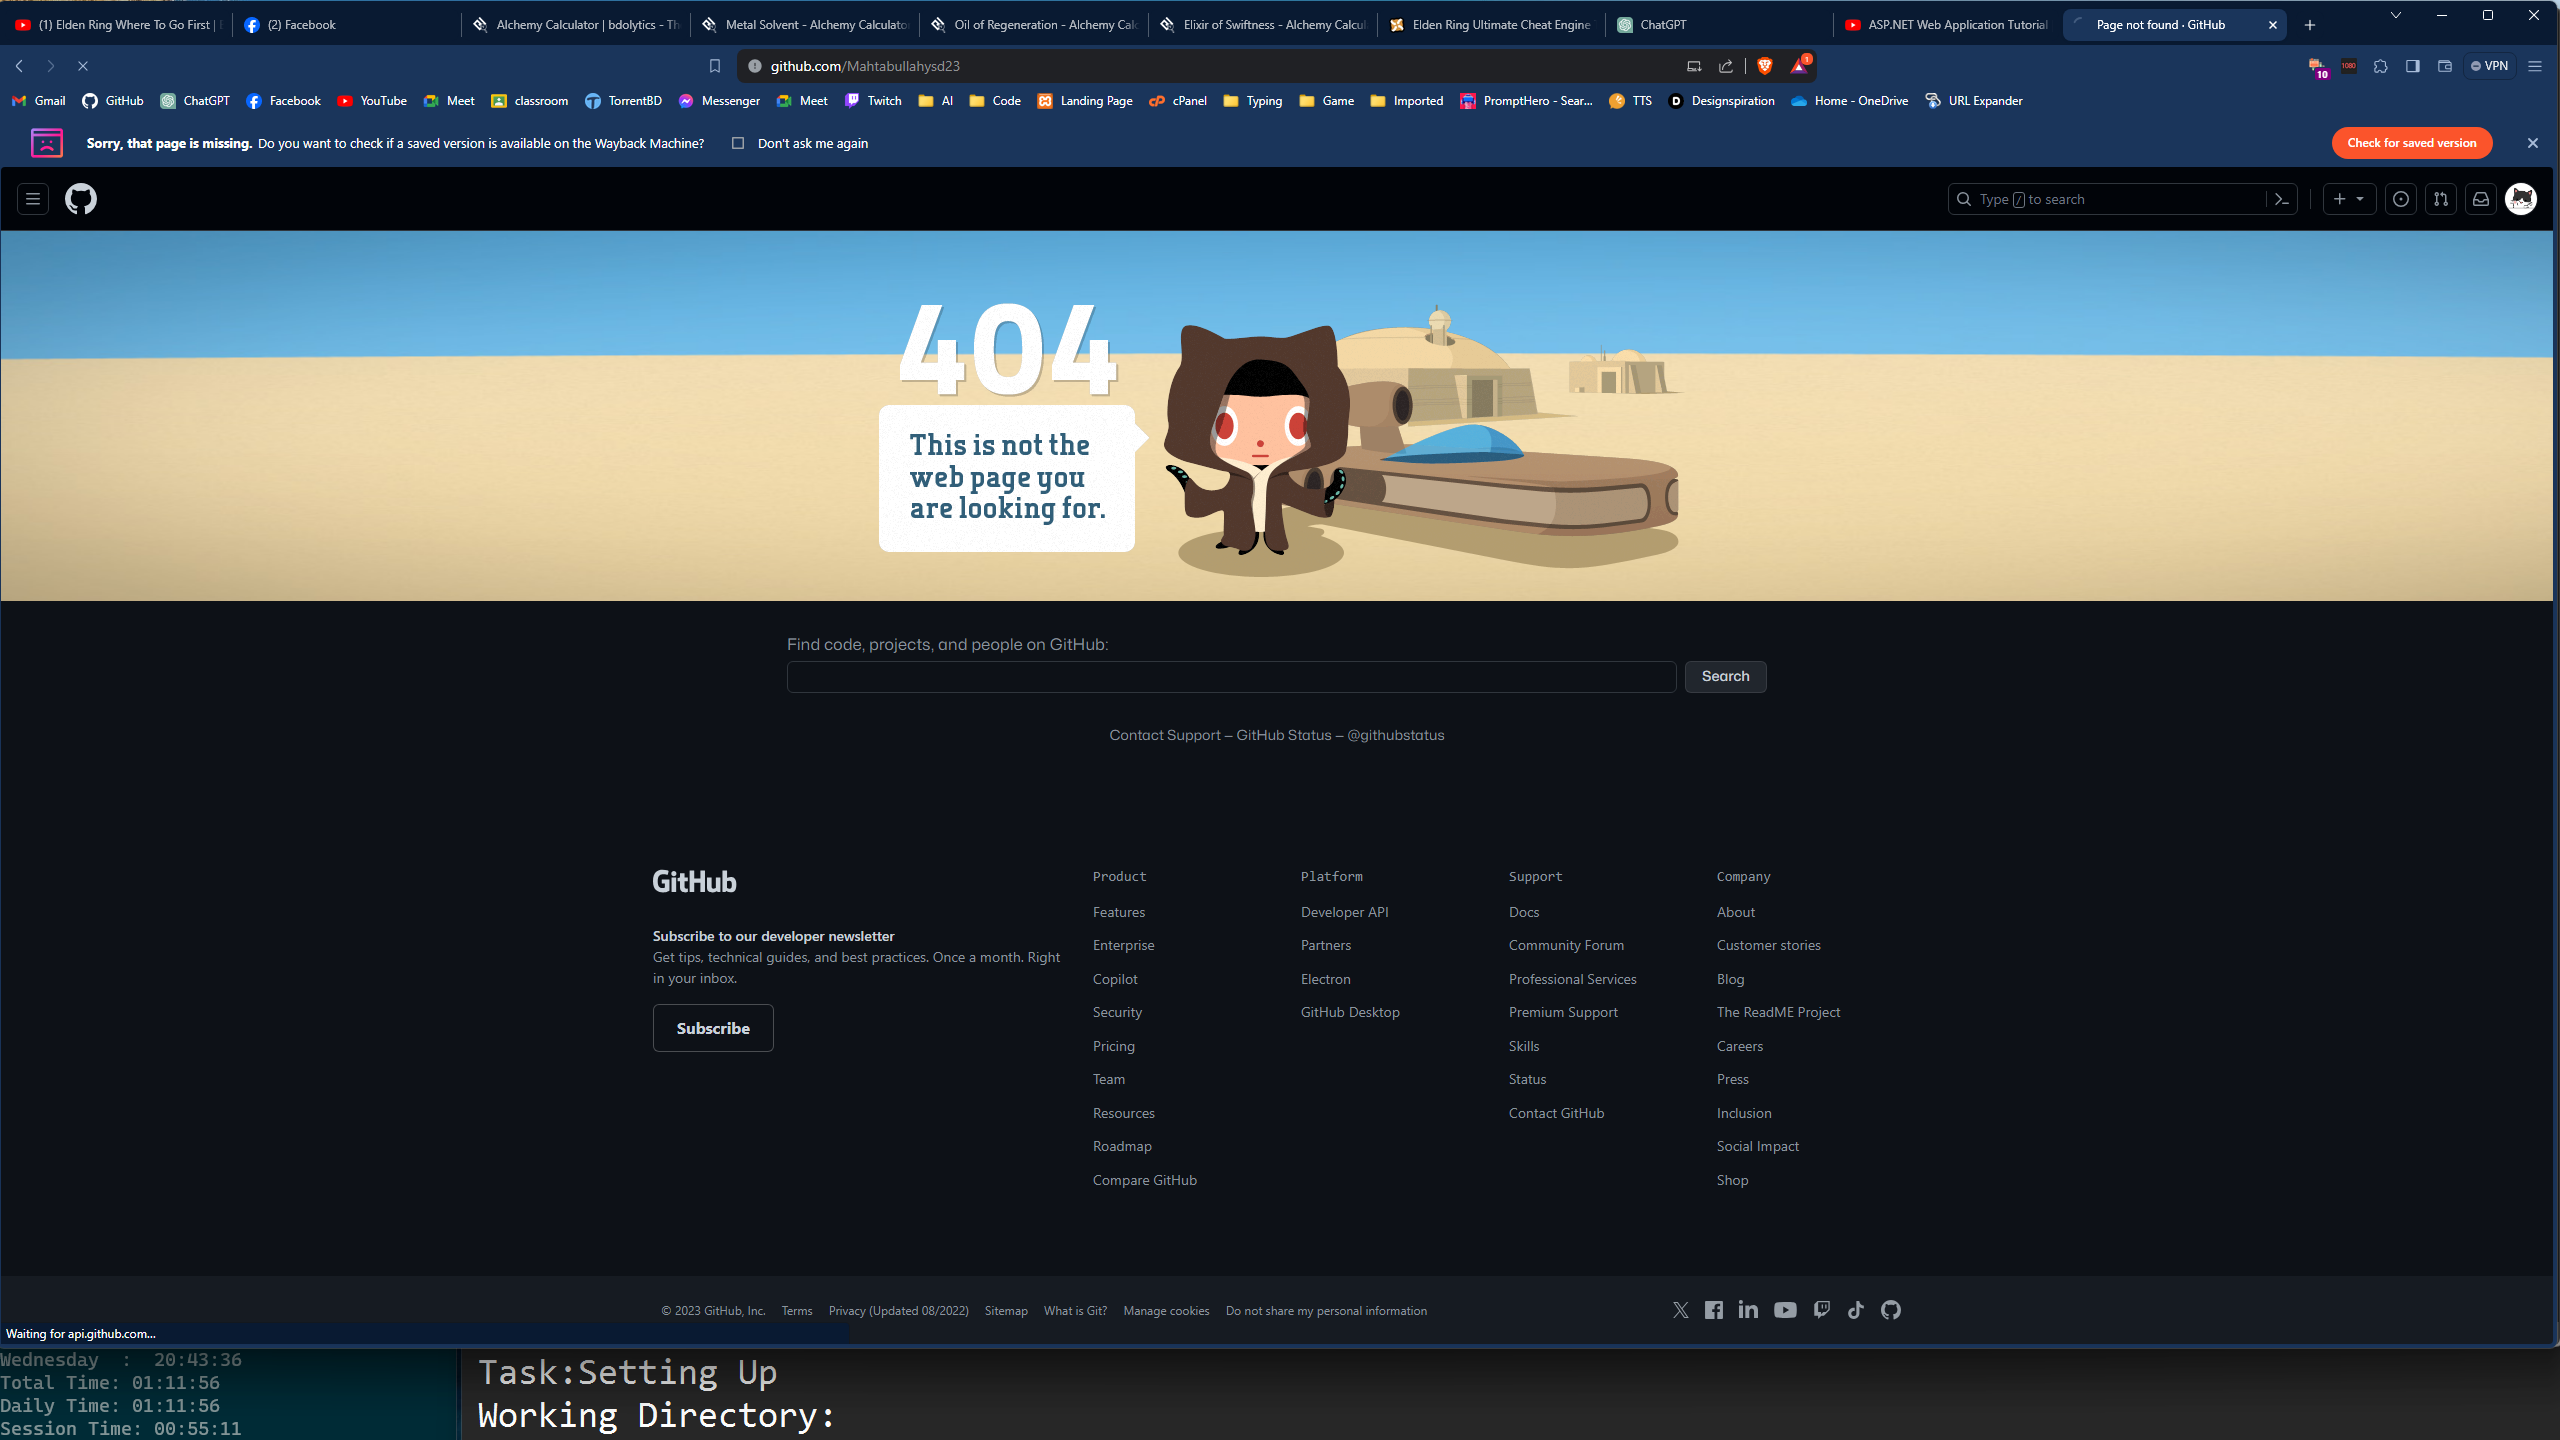 (1) Elden Ring Where To Go First |
(2) Facebook
Alchemy Calculator | bdolytics - Th
Metal Solvent - Alchemy Calculator
Oil of Regeneration - Alchemy Calc
Elixir of Swiftness - Alchemy Calcul
Elden Ring Ultimate Cheat Engine
ChatGPT
ASP.NET Web Application Tutorial
Page not found · GitHub
github.com/Mahtabullahysd23
1
10
1080
VPN
Gmail
GitHub
ChatGPT
Facebook
YouTube
Meet
classroom
TorrentBD
Messenger
Meet
Twitch
AI
Code
Landing Page
cPanel
Typing
Game
Imported
PromptHero - Sear...
TTS
Designspiration
Home - OneDrive
URL Expander
Sorry, that page is missing. Do you want to check if a saved version is available on the Wayback Machine?
Don't ask me again
Check for saved version
Type / to search
404
This is not the
web page you
are looking for.
Find code, projects, and people on GitHub:
Search
Contact Support — GitHub Status — @githubstatus
GitHub
Subscribe to our developer newsletter
Get tips, technical guides, and best practices. Once a month. Right
in your inbox.
Subscribe
Product
Features
Enterprise
Copilot
Security
Pricing
Team
Resources
Roadmap
Compare GitHub
Platform
Developer API
Partners
Electron
GitHub Desktop
Support
Docs
Community Forum
Professional Services
Premium Support
Skills
Status
Contact GitHub
Company
About
Customer stories
Blog
The ReadME Project
Careers
Press
Inclusion
Social Impact
Shop
© 2023 GitHub, Inc.
Terms
Privacy (Updated 08/2022)
Sitemap
What is Git?
Manage cookies
Do not share my personal information
Waiting for api.github.com...
Wednesday  :  20:43:36
Total Time: 01:11:56
Daily Time: 01:11:56
Session Time: 00:55:11
Task:Setting Up
Working Directory: